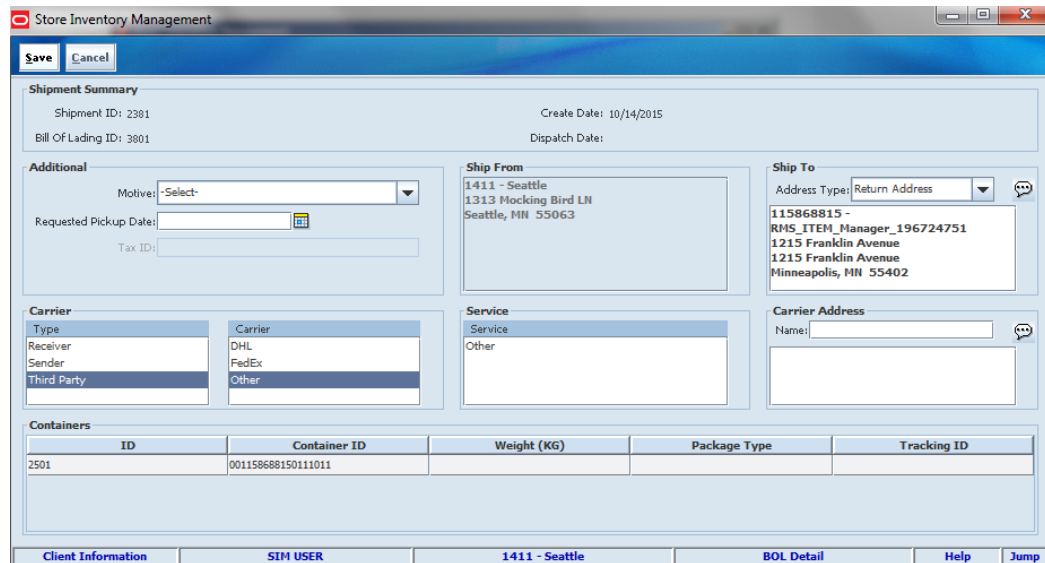 Store Inventory Management
Save Cancel
Shipment Summary
Shipment ID: 2381 Create Date: 10/14/2015
Bill Of Lading ID: 3801 Dispatch Date:
Additional
Motive: -Select-
Requested Pickup Date:
Tax ID:
Ship From
1411 - Seattle
1313 Mocking Bird LN
Seattle, MN 55063
Ship To
Address Type: Return Address
115868815 -
RMS_ITEM_Manager_196724751
1215 Franklin Avenue
1215 Franklin Avenue
Minneapolis, MN 55402
Carrier
Type Carrier
Receiver DHL
Sender FedEx
Third Party Other
Service
Service
Other
Carrier Address
Name:
Containers
ID Container ID Weight (KG) Package Type Tracking ID
2501 001158688150111011
Client Information SIM USER 1411 - Seattle BOL Detail Help Jump